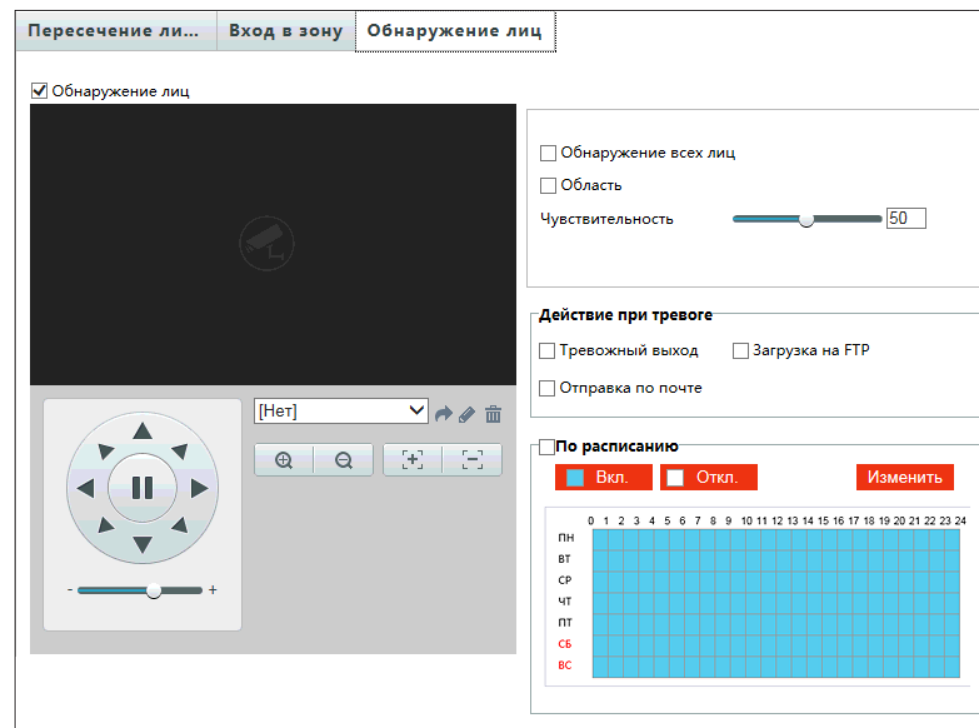 Пересечение ли... Вход в зону Обнаружение лиц
Обнаружение лиц
Обнаружение всех лиц
Область
Чувствительность 50
Действие при тревоге
Тревожный выход Загрузка на FTP
Отправка по почте
[Нет]
- +
По расписанию
Вкл. Откл. Изменить
0 1 2 3 4 5 6 7 8 9 10 11 12 13 14 15 16 17 18 19 20 21 22 23 24
ПН
ВТ
СР
ЧТ
ПТ
СБ
ВС